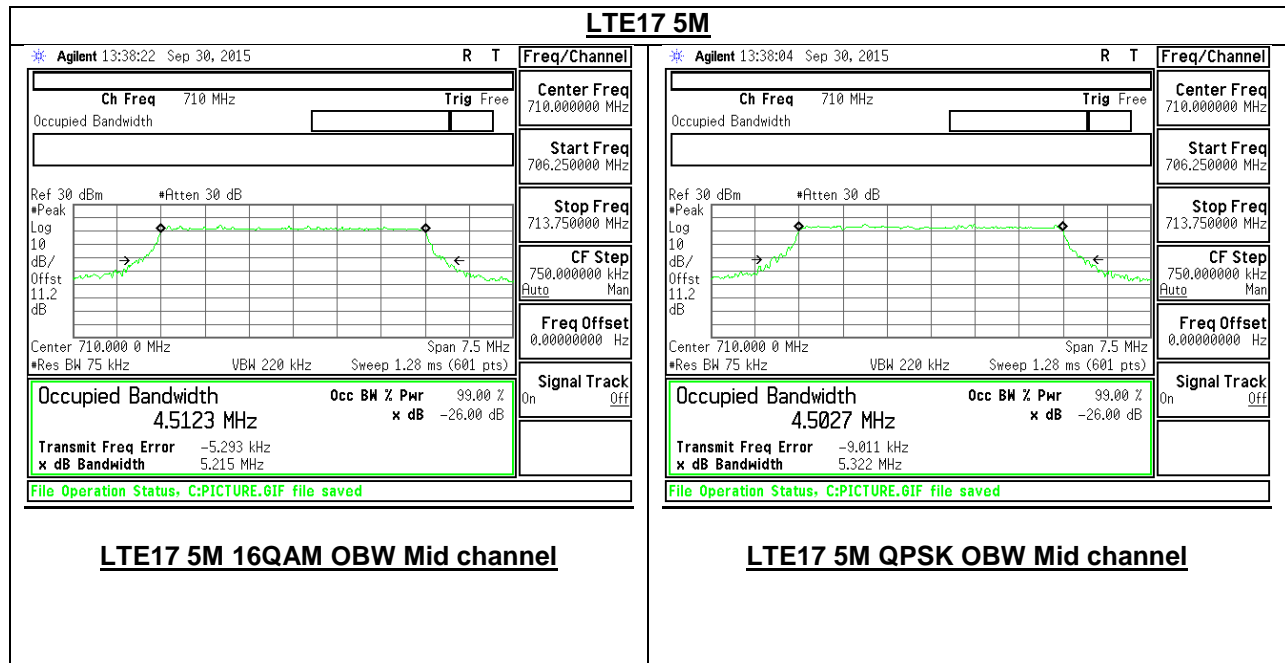 LTE17 5M
Agilent 13:38:22 Sep 30, 2015 R T
Freq/Channel
Ch Freq 710 MHz Trig Free
Occupied Bandwidth
Center Freq
710.000000 MHz
Start Freq
706.250000 MHz
Stop Freq
713.750000 MHz
CF Step
750.000000 kHz
Auto Man
Freq Offset
0.00000000 Hz
Signal Track
On Off
Ref 30 dBm #Atten 30 dB
#Peak
Log
10
dB/
Offst
11.2
dB
Center 710.000 0 MHz Span 7.5 MHz
#Res BW 75 kHz VBW 220 kHz Sweep 1.28 ms (601 pts)
Occupied Bandwidth Occ BW % Pwr 99.00 %
4.5123 MHz x dB -26.00 dB
Transmit Freq Error -5.293 kHz
x dB Bandwidth 5.215 MHz
File Operation Status, C:PICTURE.GIF file saved
LTE17 5M 16QAM OBW Mid channel
Agilent 13:38:04 Sep 30, 2015 R T
Freq/Channel
Ch Freq 710 MHz Trig Free
Occupied Bandwidth
Center Freq
710.000000 MHz
Start Freq
706.250000 MHz
Stop Freq
713.750000 MHz
CF Step
750.000000 kHz
Auto Man
Freq Offset
0.00000000 Hz
Signal Track
On Off
Ref 30 dBm #Atten 30 dB
#Peak
Log
10
dB/
Offst
11.2
dB
Center 710.000 0 MHz Span 7.5 MHz
#Res BW 75 kHz VBW 220 kHz Sweep 1.28 ms (601 pts)
Occupied Bandwidth Occ BW % Pwr 99.00 %
4.5027 MHz x dB -26.00 dB
Transmit Freq Error -9.011 kHz
x dB Bandwidth 5.322 MHz
File Operation Status, C:PICTURE.GIF file saved
LTE17 5M QPSK OBW Mid channel